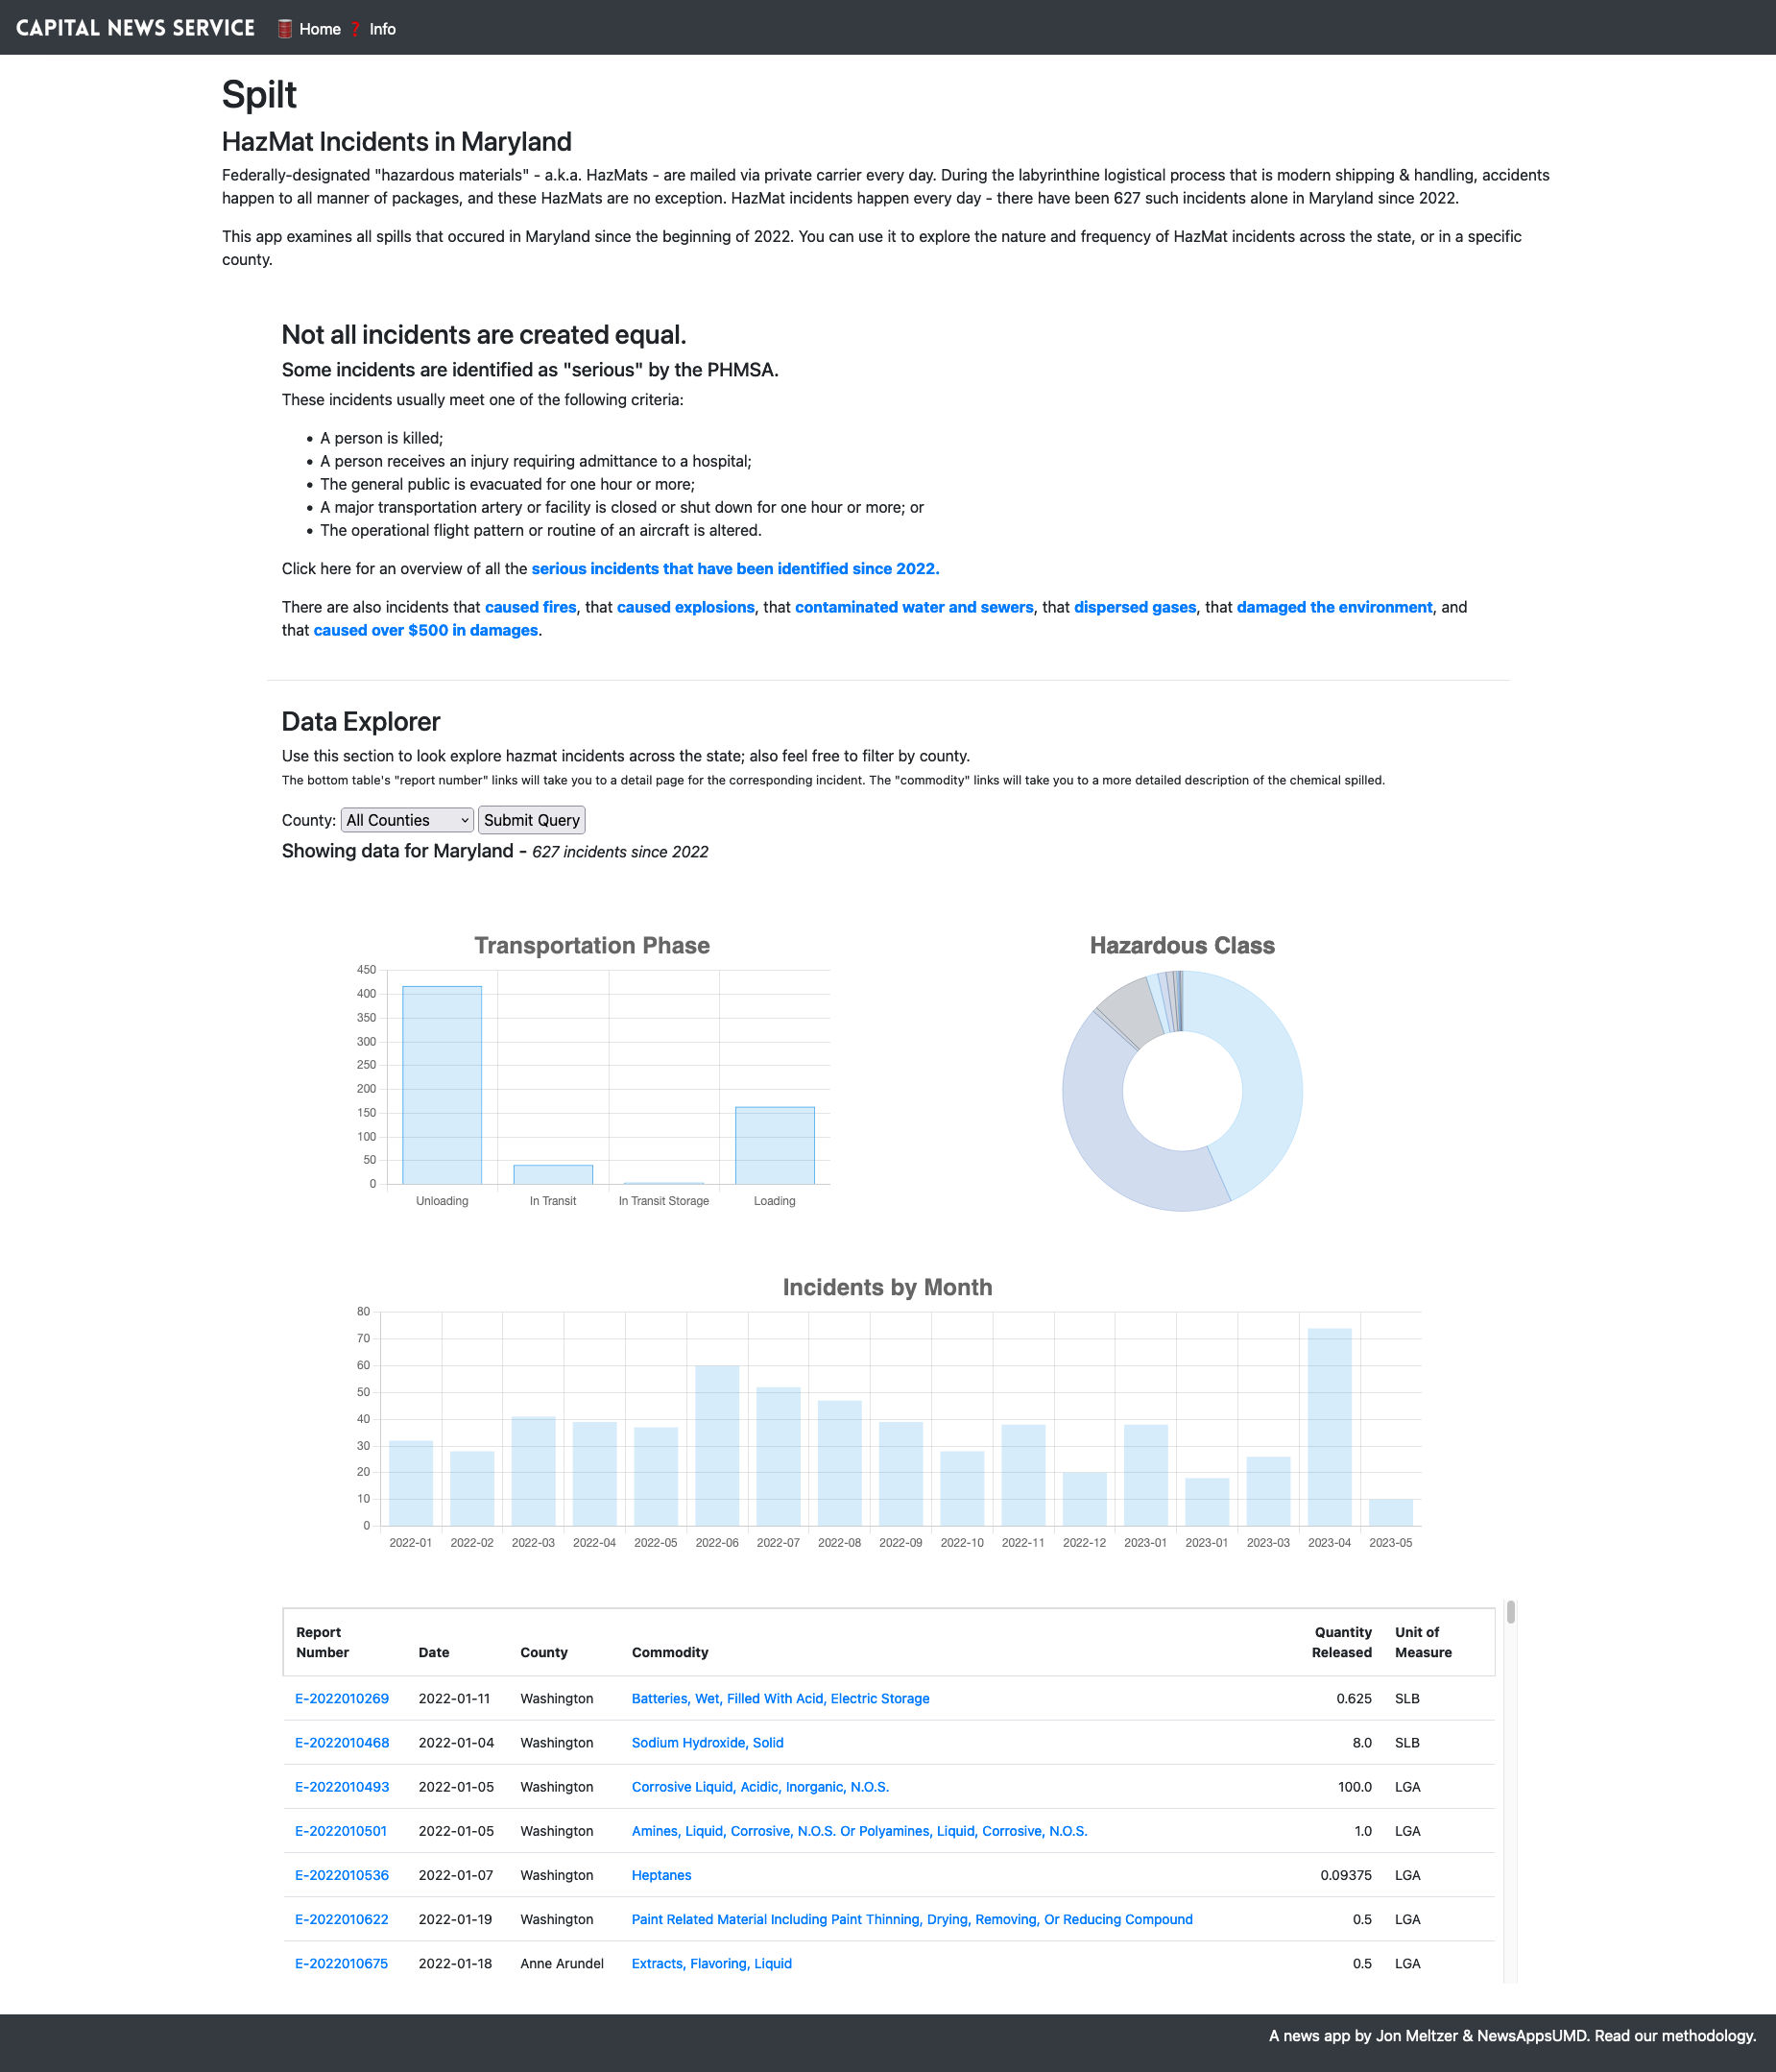 CAPITAL NEWS SERVICE Home Info
Spilt
HazMat Incidents in Maryland
Federally-designated "hazardous materials" - a.k.a. HazMats - are mailed via private carrier every day. During the labyrinthine logistical process that is modern shipping & handling, accidents
happen to all manner of packages, and these HazMats are no exception. HazMat incidents happen every day - there have been 627 such incidents alone in Maryland since 2022.
This app examines all spills that occured in Maryland since the beginning of 2022. You can use it to explore the nature and frequency of HazMat incidents across the state, or in a specific
county.
Not all incidents are created equal.
Some incidents are identified as "serious" by the PHMSA.
These incidents usually meet one of the following criteria:
• A person is killed;
• A person receives an injury requiring admittance to a hospital;
• The general public is evacuated for one hour or more;
• A major transportation artery or facility is closed or shut down for one hour or more; or
• The operational flight pattern or routine of an aircraft is altered.
Click here for an overview of all the serious incidents that have been identified since 2022.
There are also incidents that caused fires, that caused explosions, that contaminated water and sewers, that dispersed gases, that damaged the environment, and
that caused over $500 in damages.
Data Explorer
Use this section to look explore hazmat incidents across the state; also feel free to filter by county.
The bottom table's "report number" links will take you to a detail page for the corresponding incident. The "commodity" links will take you to a more detailed description of the chemical spilled.
County: All Counties Submit Query
Showing data for Maryland - 627 incidents since 2022
Transportation Phase
450
400
350
300
250
200
150
100
50
0
Unloading In Transit In Transit Storage Loading
Hazardous Class
Incidents by Month
80
70
60
50
40
30
20
10
0
2022-01 2022-02 2022-03 2022-04 2022-05 2022-06 2022-07 2022-08 2022-09 2022-10 2022-11 2022-12 2023-01 2023-01 2023-03 2023-04 2023-05
Report Number Date County Commodity Quantity Released Unit of Measure
E-2022010269 2022-01-11 Washington Batteries, Wet, Filled With Acid, Electric Storage 0.625 SLB
E-2022010468 2022-01-04 Washington Sodium Hydroxide, Solid 8.0 SLB
E-2022010493 2022-01-05 Washington Corrosive Liquid, Acidic, Inorganic, N.O.S. 100.0 LGA
E-2022010501 2022-01-05 Washington Amines, Liquid, Corrosive, N.O.S. Or Polyamines, Liquid, Corrosive, N.O.S. 1.0 LGA
E-2022010536 2022-01-07 Washington Heptanes 0.09375 LGA
E-2022010622 2022-01-19 Washington Paint Related Material Including Paint Thinning, Drying, Removing, Or Reducing Compound 0.5 LGA
E-2022010675 2022-01-18 Anne Arundel Extracts, Flavoring, Liquid 0.5 LGA
A news app by Jon Meltzer & NewsAppsUMD. Read our methodology.